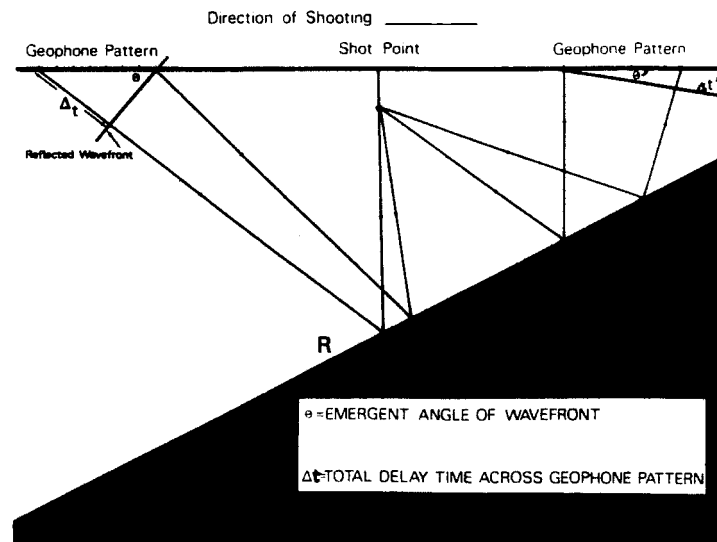 Direction of Shooting
Geophone Pattern
Shot Point
Geophone Pattern
θ
θ'
Δt
Δt'
Reflected Wavefront
R
θ=EMERGENT ANGLE OF WAVEFRONT
Δt=TOTAL DELAY TIME ACROSS GEOPHONE PATTERN